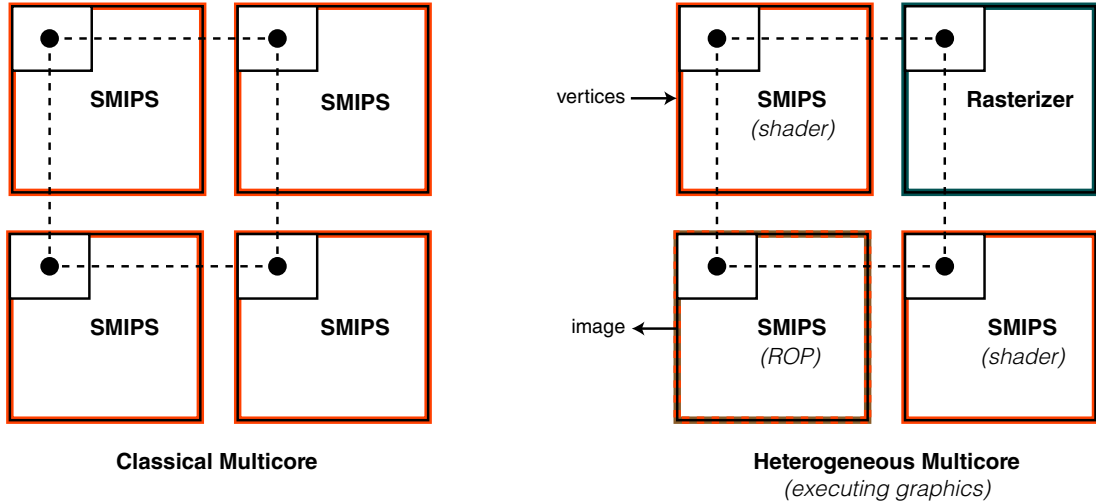 SMIPS
SMIPS
SMIPS
SMIPS
Classical Multicore
vertices
SMIPS
(shader)
Rasterizer
image
SMIPS
(ROP)
SMIPS
(shader)
Heterogeneous Multicore
(executing graphics)